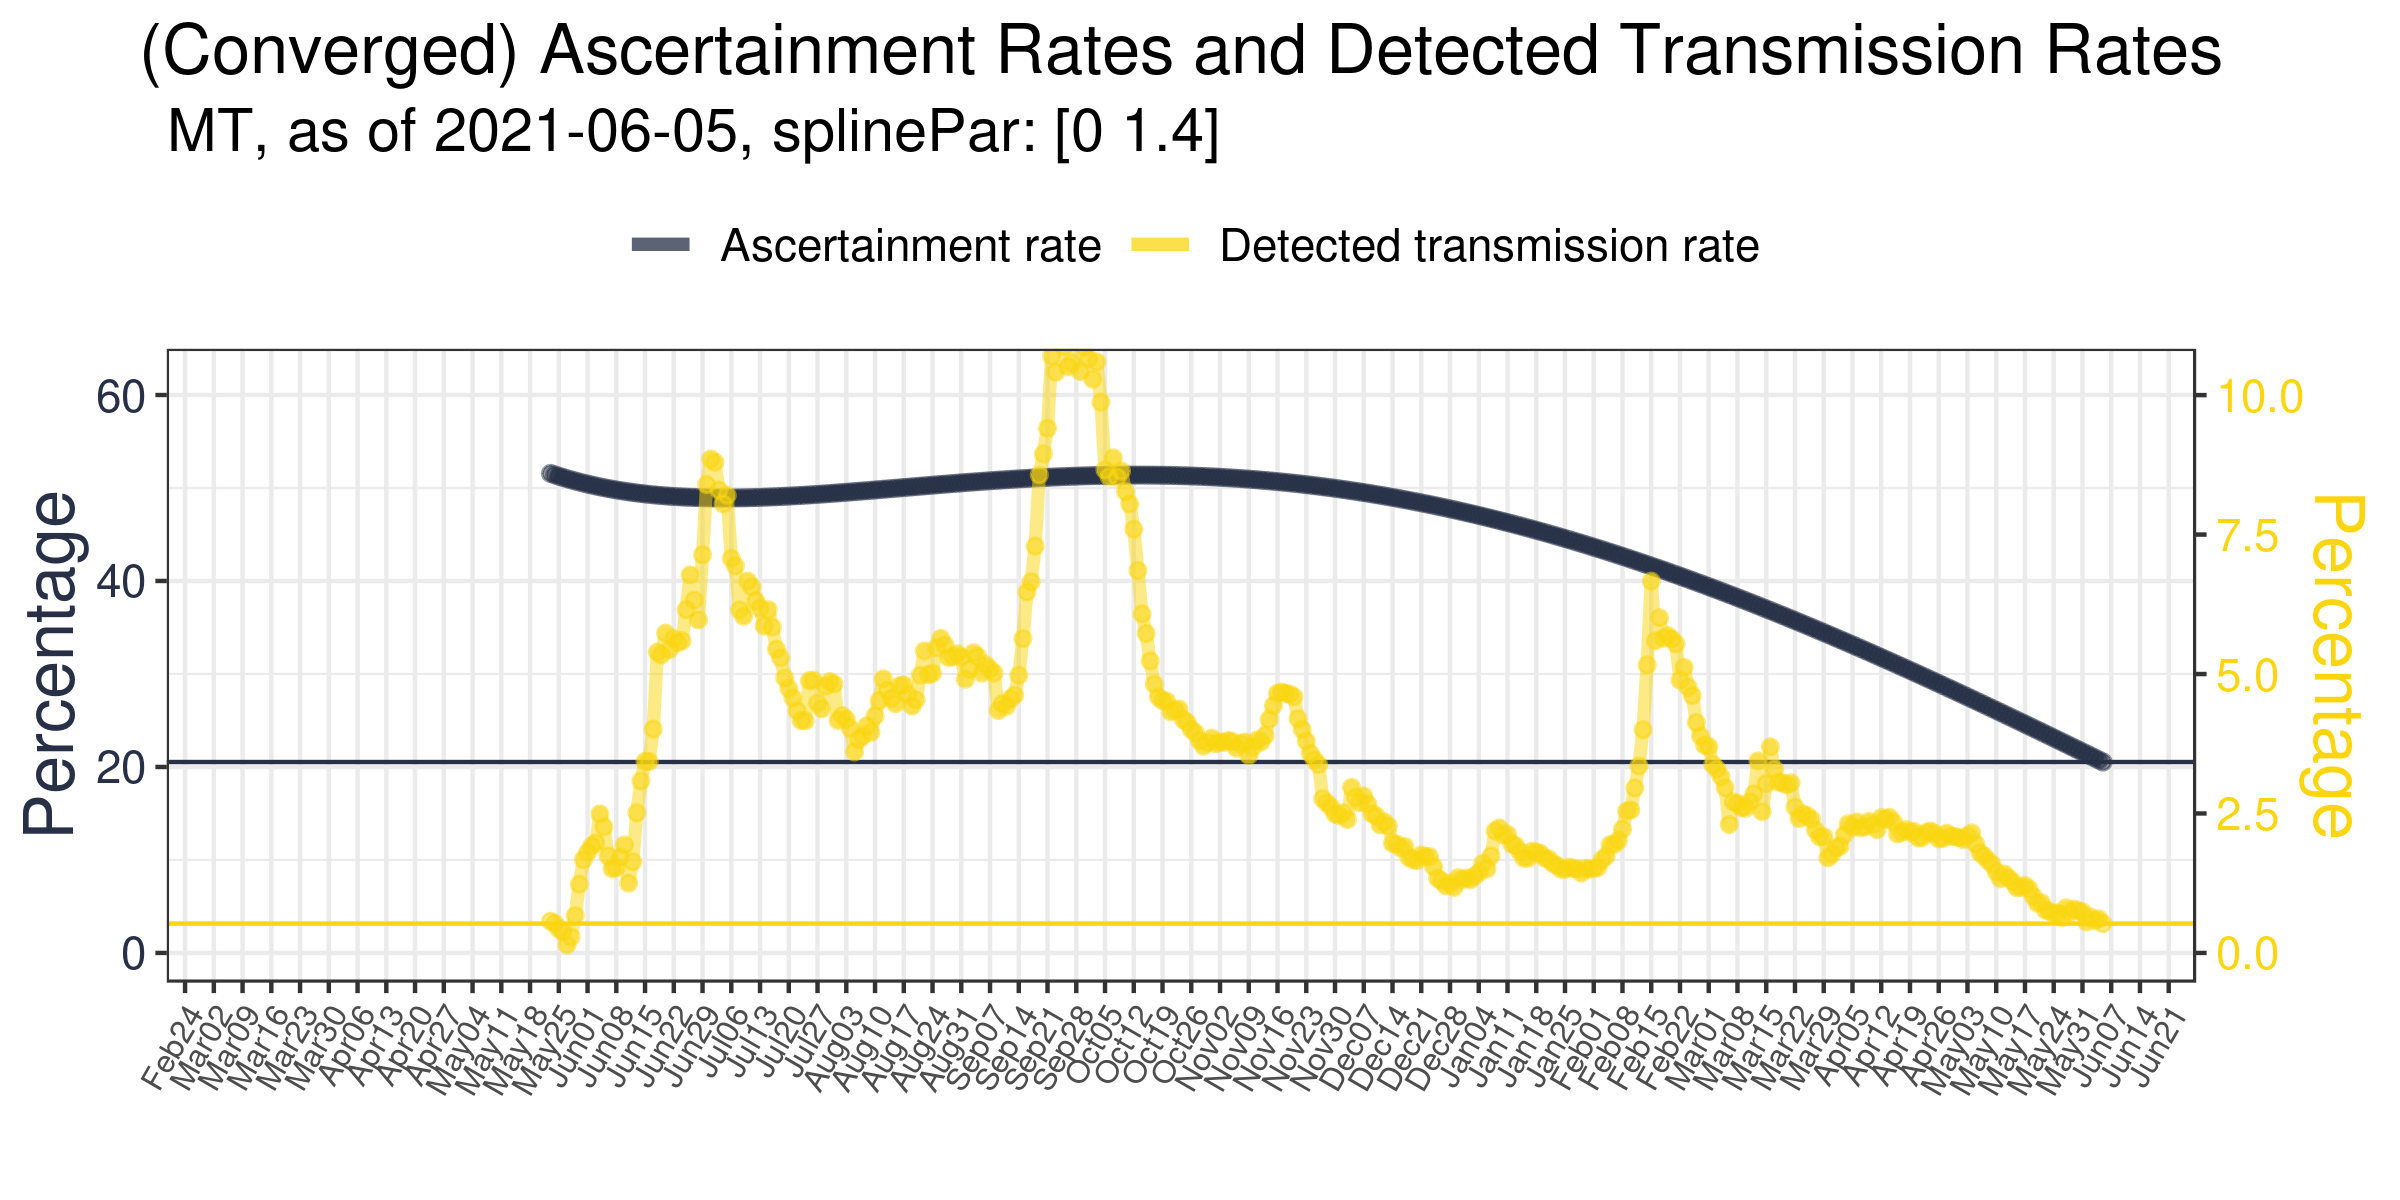 (Converged) Ascertainment Rates and Detected Transmission Rates
MT, as of 2021-06-05, splinePar: [0 1.4]
Ascertainment rate
Detected transmission rate
Percentage
60
40
20
0
10.0
7.5
5.0
2.5
0.0
Percentage
Feb24
Mar02
Mar09
Mar16
Mar23
Mar30
Apr06
Apr13
Apr20
Apr27
May04
May11
May18
May25
Jun01
Jun08
Jun15
Jun22
Jun29
Jul06
Jul13
Jul20
Jul27
Aug03
Aug10
Aug17
Aug24
Aug31
Sep07
Sep14
Sep21
Sep28
Oct05
Oct12
Oct19
Oct26
Nov02
Nov09
Nov16
Nov23
Nov30
Dec07
Dec14
Dec21
Dec28
Jan04
Jan11
Jan18
Jan25
Feb01
Feb08
Feb15
Feb22
Mar01
Mar08
Mar15
Mar22
Mar29
Apr05
Apr12
Apr19
Apr26
May03
May10
May17
May24
May31
Jun07
Jun14
Jun21